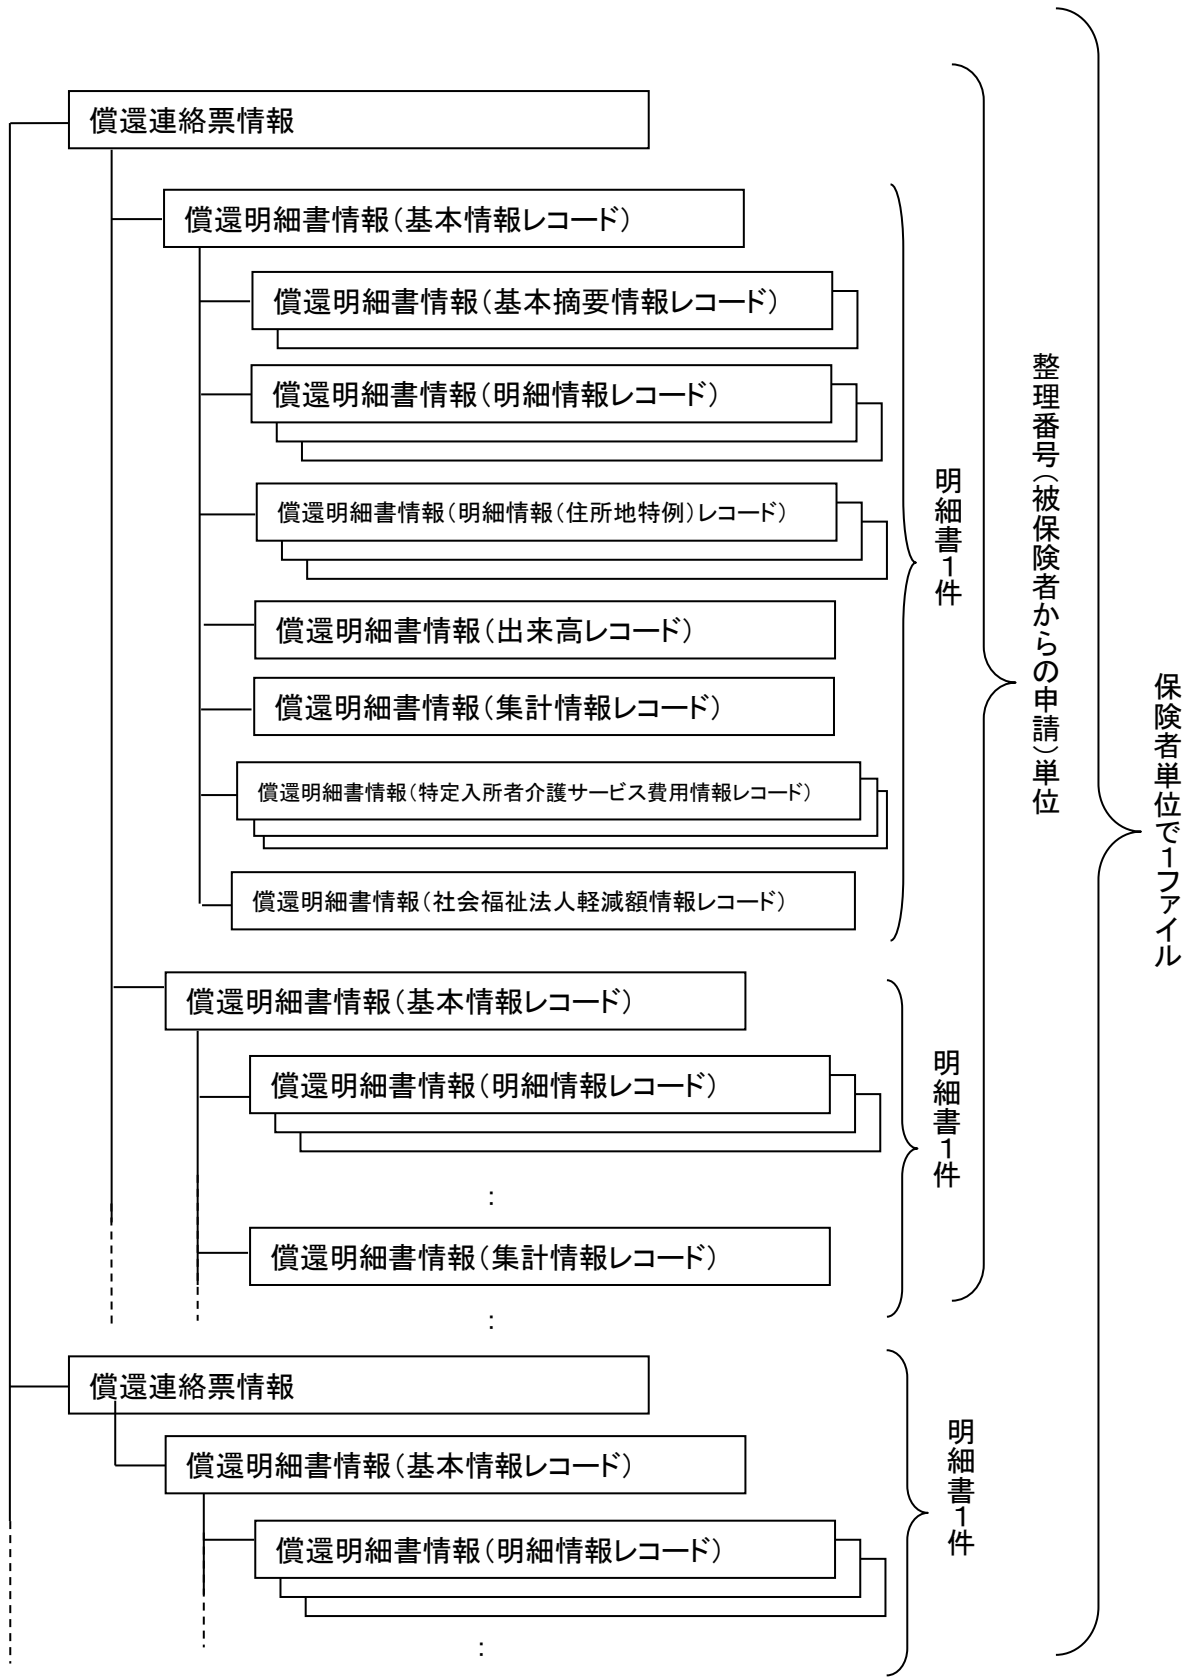 償還連絡票情報
償還明細書情報（基本情報レコード）
償還明細書情報（基本摘要情報レコード）
償還明細書情報（明細情報レコード）
償還明細書情報（明細情報（住所地特例）レコード）
償還明細書情報（出来高レコード）
償還明細書情報（集計情報レコード）
償還明細書情報（特定入所者介護サービス費用情報レコード）
償還明細書情報（社会福祉法人軽減額情報レコード）
明細書1件
償還明細書情報（基本情報レコード）
償還明細書情報（明細情報レコード）
：
償還明細書情報（集計情報レコード）
：
明細書1件
整理番号（被保険者からの申請）単位
償還連絡票情報
償還明細書情報（基本情報レコード）
償還明細書情報（明細情報レコード）
：
明細書1件
保険者単位で1ファイル